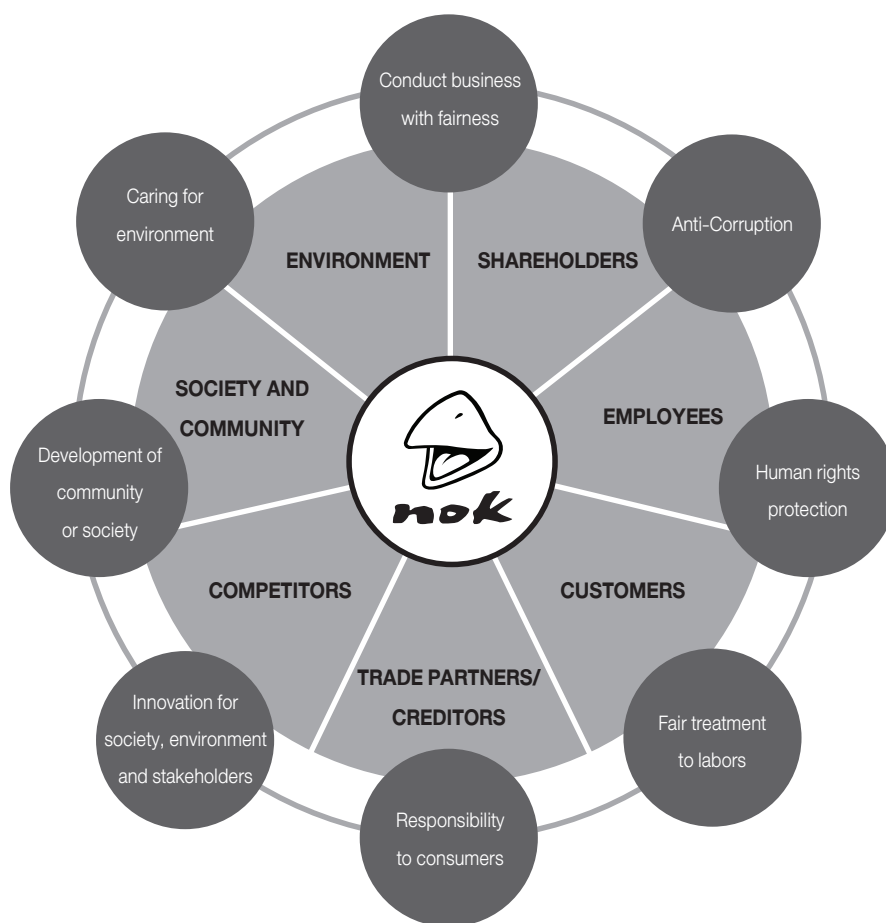 Conduct business
with fairness
Anti-Corruption
Human rights
protection
Fair treatment
to labors
Responsibility
to consumers
Innovation for
society, environment
and stakeholders
Development of
community
or society
Caring for
environment
ENVIRONMENT
SHAREHOLDERS
EMPLOYEES
CUSTOMERS
TRADE PARTNERS/
CREDITORS
COMPETITORS
SOCIETY AND
COMMUNITY
nok